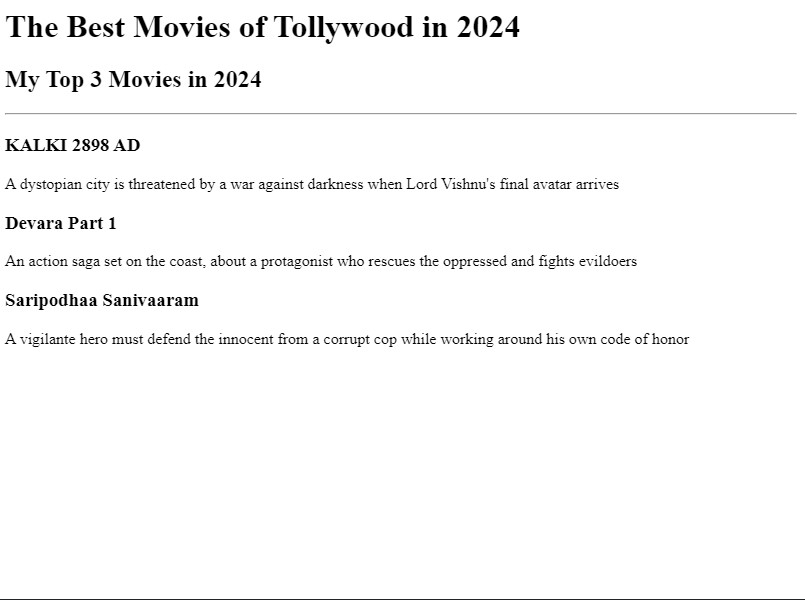 The Best Movies of Tollywood in 2024
My Top 3 Movies in 2024
KALKI 2898 AD
A dystopian city is threatened by a war against darkness when Lord Vishnu's final avatar arrives
Devara Part 1
An action saga set on the coast, about a protagonist who rescues the oppressed and fights evildoers
Saripodhaa Sanivaaram
A vigilante hero must defend the innocent from a corrupt cop while working around his own code of honor